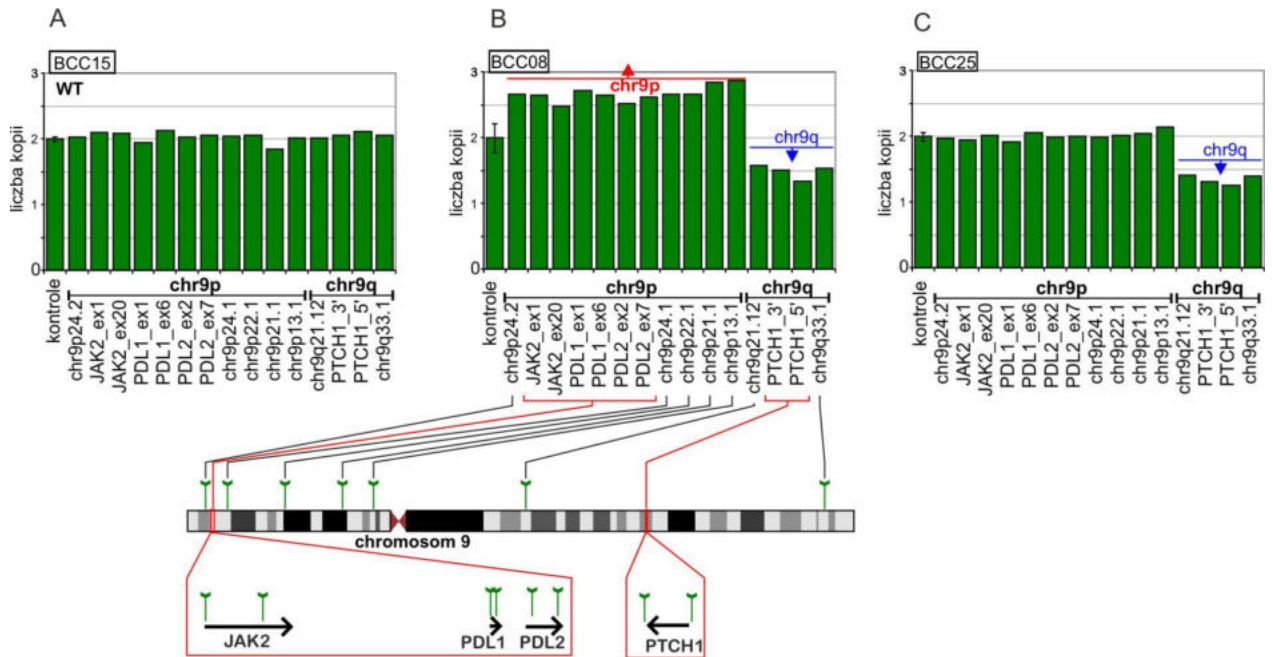 A
BCC15
3
WT
2
1
0
liczba kopii
chr9p
chr9q
kontrole
chr9p24.2
JAK2_ex1
JAK2_ex20
PDL1_ex1
PDL1_ex6
PDL2_ex2
PDL2_ex7
chr9p24.1
chr9p22.1
chr9p21.1
chr9p13.1
chr9q21.12
PTCH1_3'
PTCH1_5'
chr9q33.1
B
BCC08
3
chr9p
2
chr9q
1
0
liczba kopii
chr9p
chr9q
kontrole
chr9p24.2
JAK2_ex1
JAK2_ex20
PDL1_ex1
PDL1_ex6
PDL2_ex2
PDL2_ex7
chr9p24.1
chr9p22.1
chr9p21.1
chr9p13.1
chr9q21.12
PTCH1_3'
PTCH1_5'
chr9q33.1
C
BCC25
3
2
chr9q
1
0
liczba kopii
chr9p
chr9q
kontrole
chr9p24.2
JAK2_ex1
JAK2_ex20
PDL1_ex1
PDL1_ex6
PDL2_ex2
PDL2_ex7
chr9p24.1
chr9p22.1
chr9p21.1
chr9p13.1
chr9q21.12
PTCH1_3'
PTCH1_5'
chr9q33.1
chromosom 9
JAK2
PDL1
PDL2
PTCH1